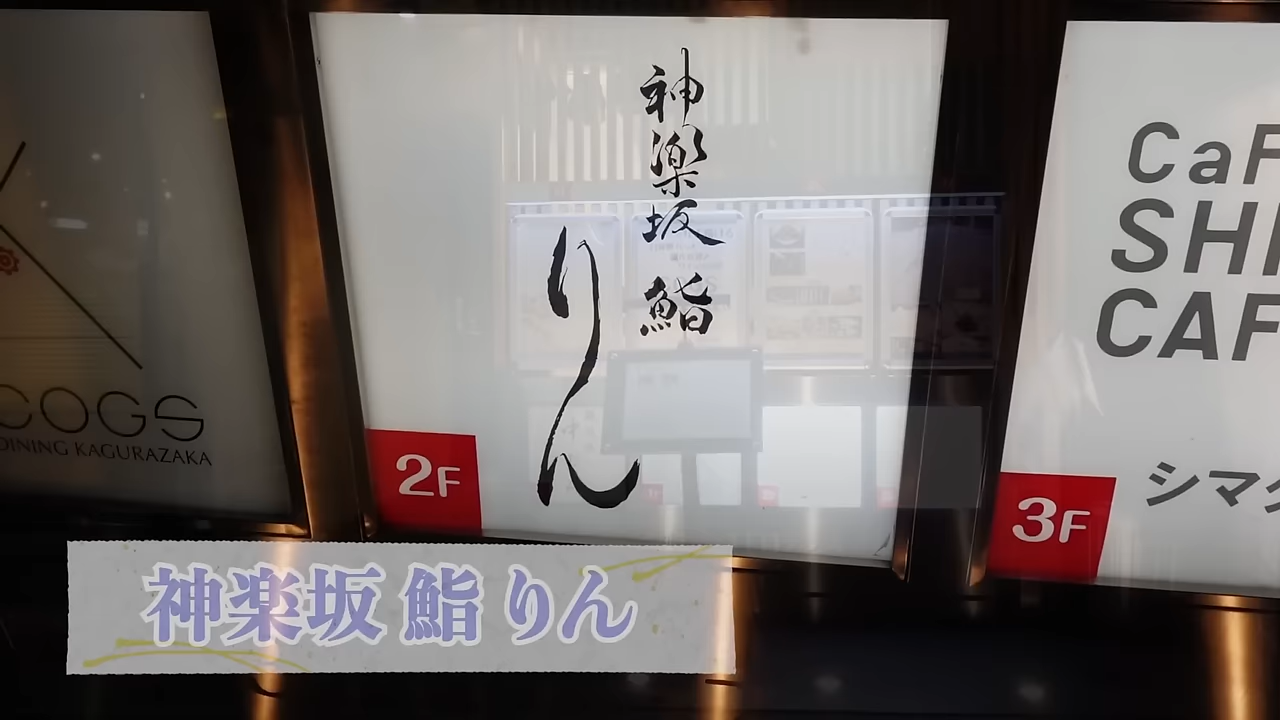 COGS
DINING KAGURAZAKA
神楽坂 鮨
りん
2F
CaF
SH
CAF
シマ
3F
神楽坂 鮨 りん